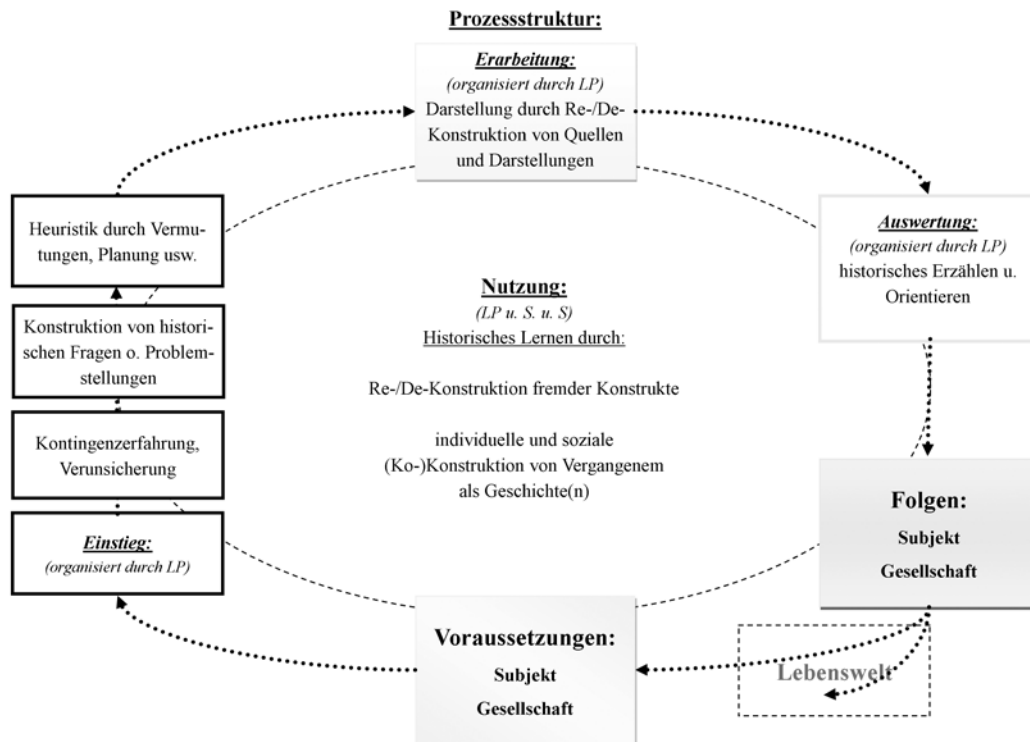 Prozessstruktur:
Erarbeitung:
(organisiert durch LP)
Darstellung durch Re-/De-
Konstruktion von Quellen
und Darstellungen
Heuristik durch Vermu-
tungen, Planung usw.
Konstruktion von histori-
schen Fragen o. Problem-
stellungen
Kontingenzerfahrung,
Verunsicherung
Einstieg:
(organisiert durch LP)
Nutzung:
(LP u. S. u. S)
Historisches Lernen durch:
Re-/De-Konstruktion fremder Konstrukte
individuelle und soziale
(Ko-)Konstruktion von Vergangenem
als Geschichte(n)
Auswertung:
(organisiert durch LP)
historisches Erzählen u.
Orientieren
Folgen:
Subjekt
Gesellschaft
Voraussetzungen:
Subjekt
Gesellschaft
Lebenswelt